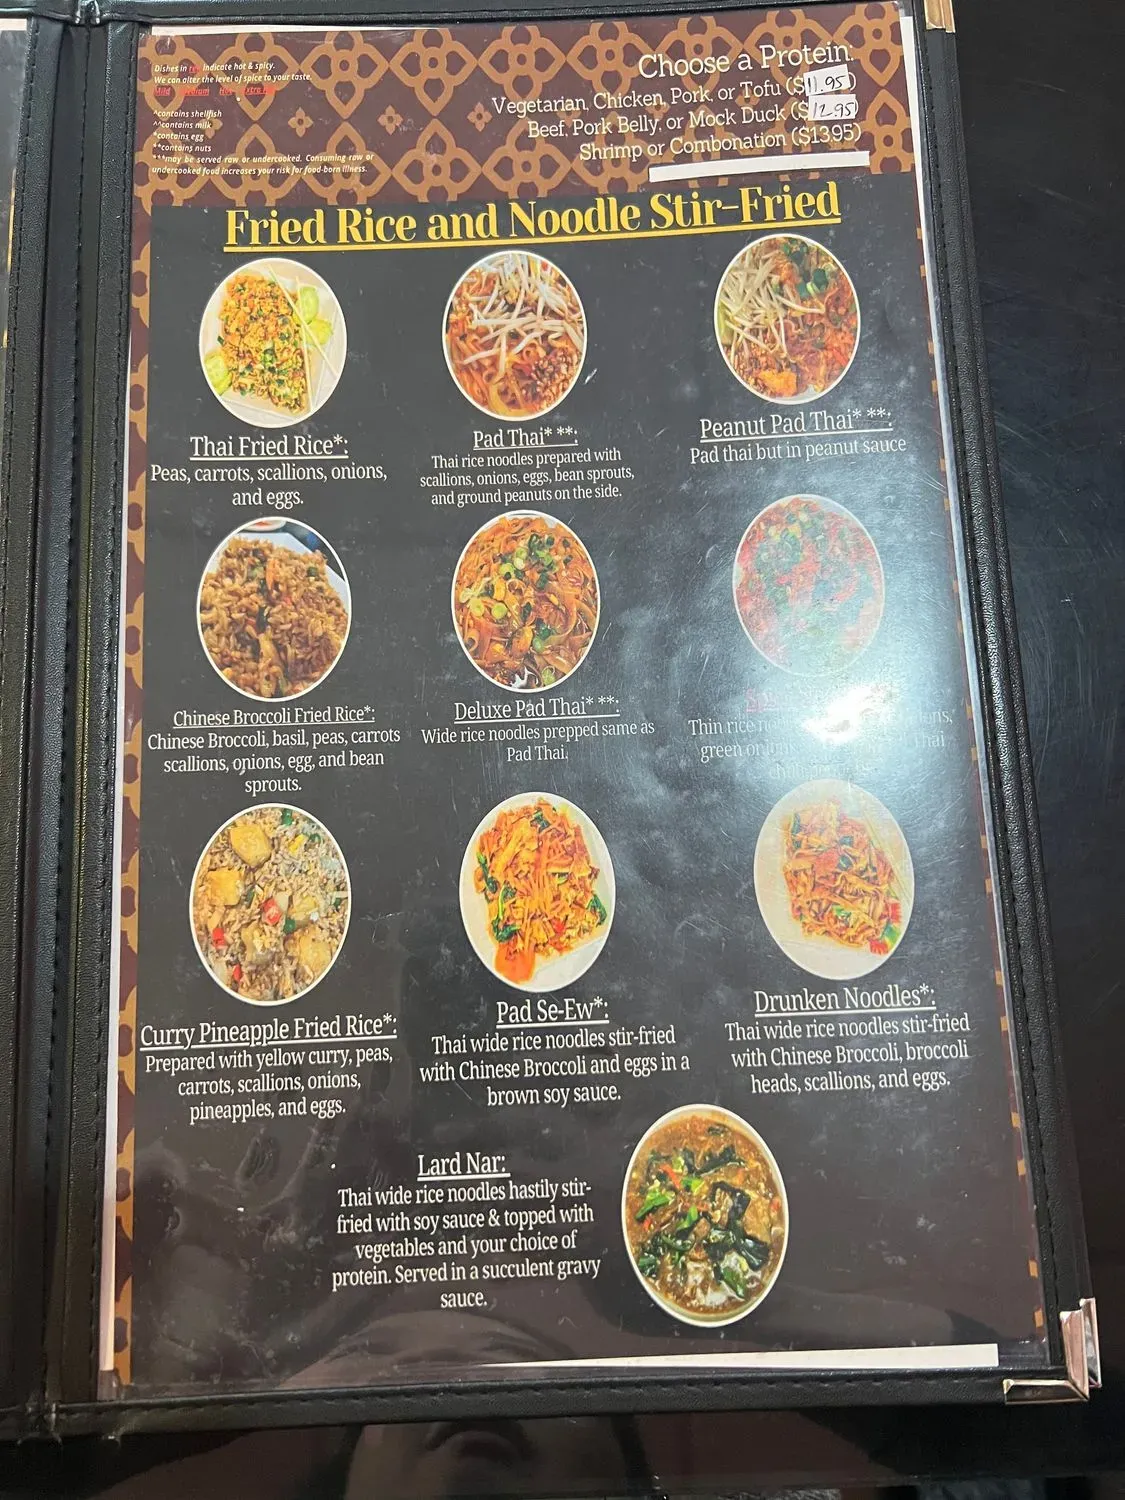 Dishes in red indicate hot & spicy.
We can alter the level of spice to your taste.
Mild Medium Hot Extra Hot
^contains shellfish
^^contains milk
*contains egg
**contains nuts
***may be served raw or undercooked. Consuming raw or
undercooked food increases your risk for food-born illness.
Choose a Protein:
Vegetarian, Chicken, Pork, or Tofu ($11.95)
Beef, Pork Belly, or Mock Duck ($12.95)
Shrimp or Combonation ($13.95)
Fried Rice and Noodle Stir-Fried
Thai Fried Rice*:
Peas, carrots, scallions, onions,
and eggs.
Pad Thai* **:
Thai rice noodles prepared with
scallions, onions, eggs, bean sprouts,
and ground peanuts on the side.
Peanut Pad Thai* **:
Pad thai but in peanut sauce
Chinese Broccoli Fried Rice*:
Chinese Broccoli, basil, peas, carrots
scallions, onions, egg, and bean
sprouts.
Deluxe Pad Thai* **:
Wide rice noodles prepped same as
Pad Thai.
Thin rice
green
Thai
Curry Pineapple Fried Rice*:
Prepared with yellow curry, peas,
carrots, scallions, onions,
pineapples, and eggs.
Pad Se-Ew*:
Thai wide rice noodles stir-fried
with Chinese Broccoli and eggs in a
brown soy sauce.
Drunken Noodles*:
Thai wide rice noodles stir-fried
with Chinese Broccoli, broccoli
heads, scallions, and eggs.
Lard Nar:
Thai wide rice noodles hastily stir-
fried with soy sauce & topped with
vegetables and your choice of
protein. Served in a succulent gravy
sauce.